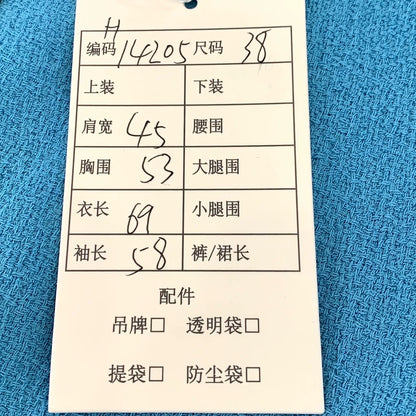 H
编码 14205 尺码 38
上装 下装
肩宽 45 腰围
胸围 53 大腿围
衣长 69 小腿围
袖长 58 裤/裙长
配件
吊牌□ 透明袋□
提袋□ 防尘袋□